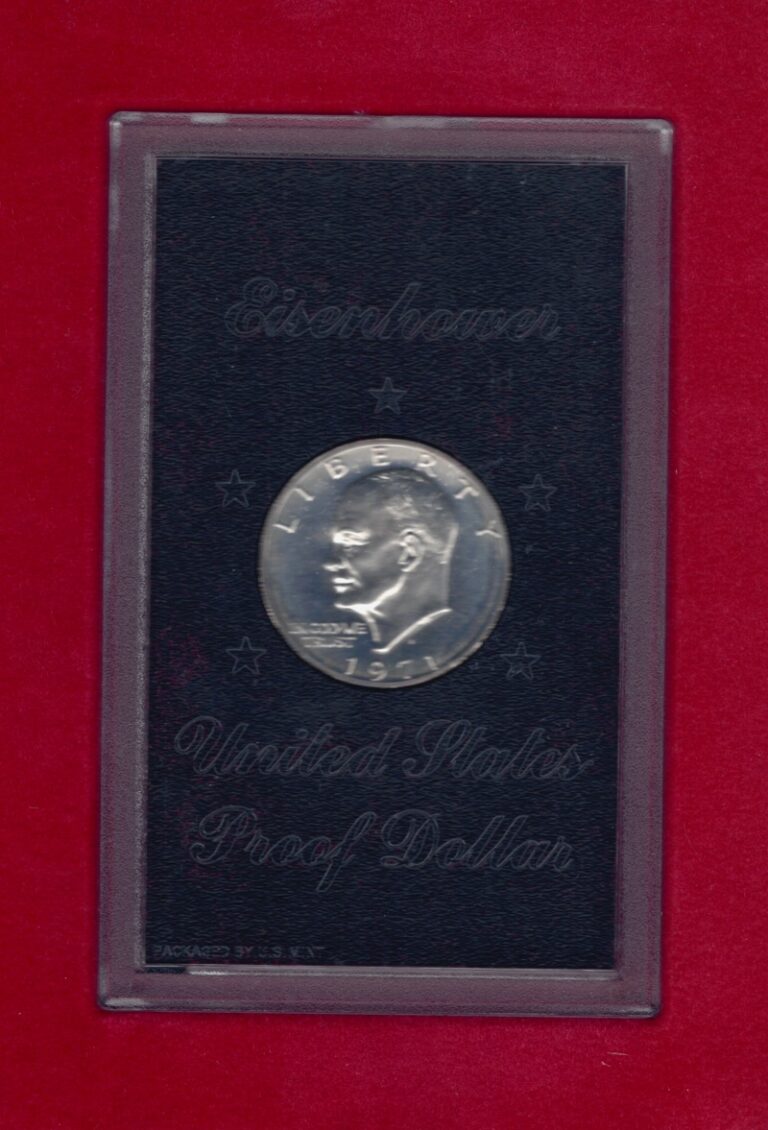 Eisenhower
LIBERTY
IN GOD WE
TRUST
1971
United States
Proof Dollar
PACKAGED BY U.S. MINT